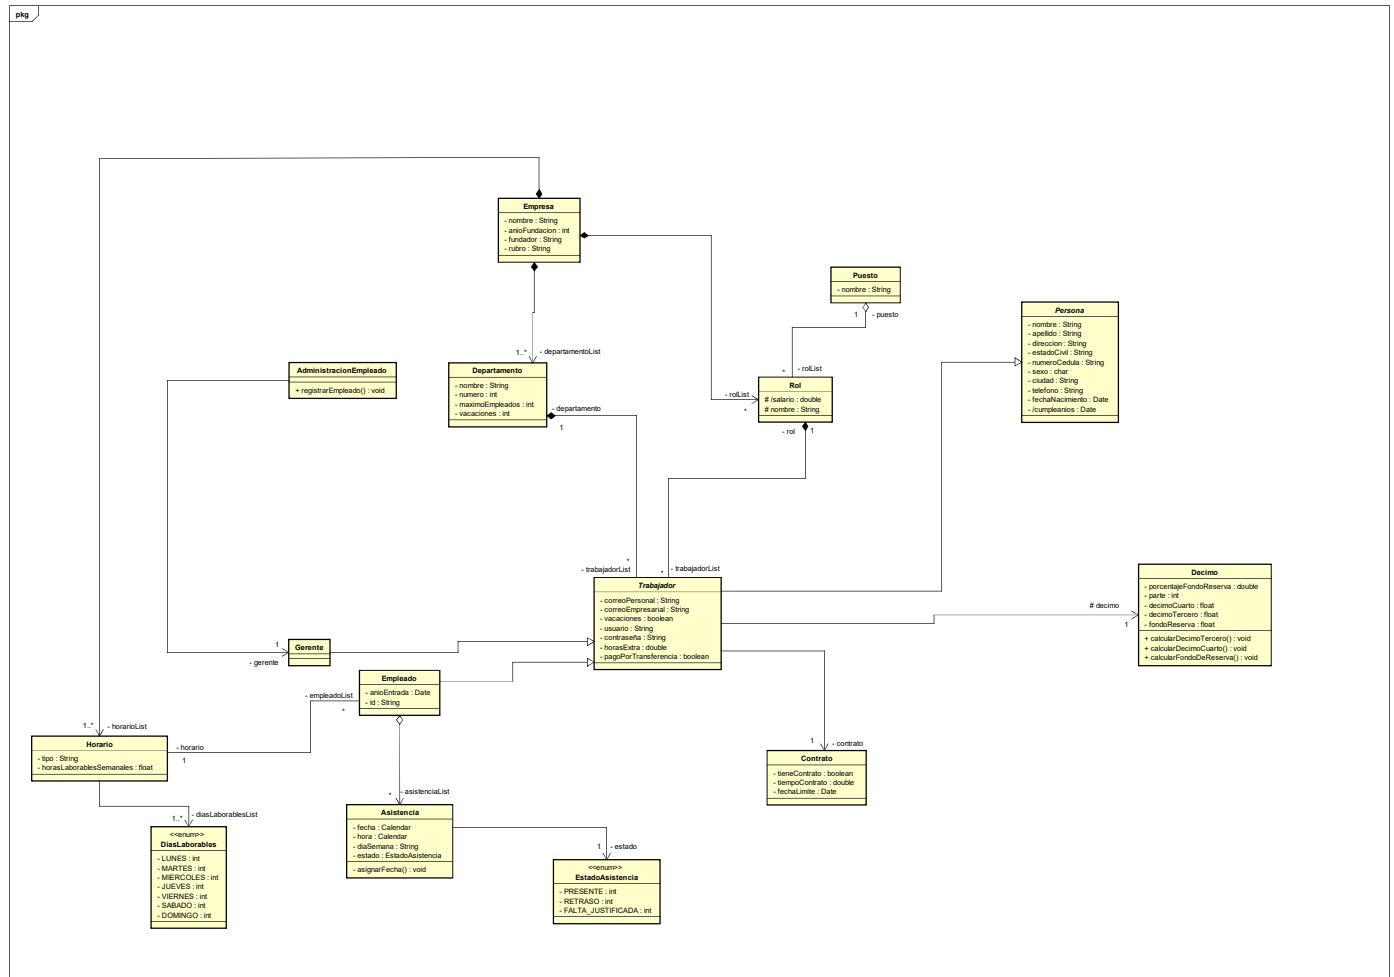 pkg
Empresa
- nombre : String
- anioFundacion : int
- fundador : String
- rubro : String
Puesto
- nombre : String
1
- puesto
Persona
- nombre : String
- apellido : String
- direccion : String
- estadoCivil : String
- numeroCedula : String
- sexo : char
- ciudad : String
- telefono : String
- fechaNacimiento : Date
- /cumpleanios : Date
1..*
- departamentoList
AdministracionEmpleado
+ registrarEmpleado() : void
Departamento
- nombre : String
- numero : int
- maximoEmpleados : int
- vacaciones : int
- departamento
1
*
- rolList
- rolList
*
Rol
# /salario : double
# nombre : String
- rol
1
*
- trabajadorList
*
- trabajadorList
Trabajador
- correoPersonal : String
- correoEmpresarial : String
- vacaciones : boolean
- usuario : String
- contraseña : String
- horasExtra : double
- pagoPorTransferencia : boolean
# decimo
1
Decimo
- porcentajeFondoReserva : double
- parte : int
- decimoCuarto : float
- decimoTercero : float
- fondoReserva : float
+ calcularDecimoTercero() : void
+ calcularDecimoCuarto() : void
+ calcularFondoDeReserva() : void
1
- gerente
Gerente
Empleado
- anioEntrada : Date
- id : String
- empleadoList
*
1..*
- horarioList
Horario
- tipo : String
- horasLaborablesSemanales : float
- horario
1
1
- contrato
Contrato
- tieneContrato : boolean
- tiempoContrato : double
- fechaLimite : Date
*
- asistenciaList
Asistencia
- fecha : Calendar
- hora : Calendar
- diaSemana : String
- estado : EstadoAsistencia
- asignarFecha() : void
1..*
- diasLaborablesList
<<enum>>
DiasLaborables
- LUNES : int
- MARTES : int
- MIERCOLES : int
- JUEVES : int
- VIERNES : int
- SABADO : int
- DOMINGO : int
1
- estado
<<enum>>
EstadoAsistencia
- PRESENTE : int
- RETRASO : int
- FALTA_JUSTIFICADA : int